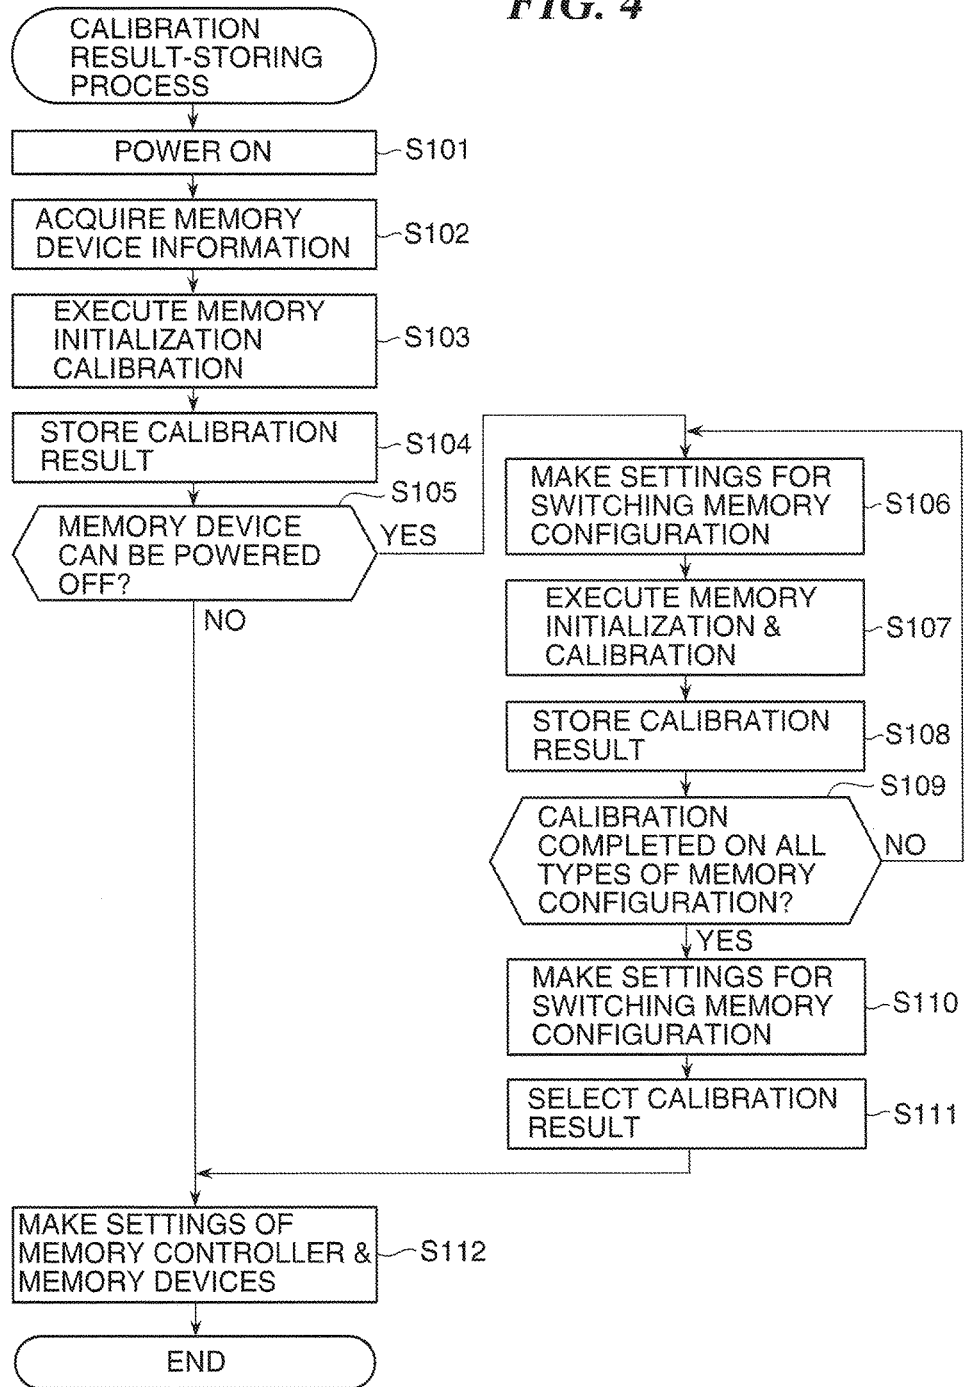 FIG. 4
CALIBRATION
RESULT-STORING
PROCESS
POWER ON
S101
ACQUIRE MEMORY
DEVICE INFORMATION
S102
EXECUTE MEMORY
INITIALIZATION
CALIBRATION
S103
STORE CALIBRATION
RESULT
S104
S105
MEMORY DEVICE
CAN BE POWERED
OFF?
YES
NO
MAKE SETTINGS FOR
SWITCHING MEMORY
CONFIGURATION
S106
EXECUTE MEMORY
INITIALIZATION &
CALIBRATION
S107
STORE CALIBRATION
RESULT
S108
S109
CALIBRATION
COMPLETED ON ALL
TYPES OF MEMORY
CONFIGURATION?
NO
YES
MAKE SETTINGS FOR
SWITCHING MEMORY
CONFIGURATION
S110
SELECT CALIBRATION
RESULT
S111
MAKE SETTINGS OF
MEMORY CONTROLLER &
MEMORY DEVICES
S112
END